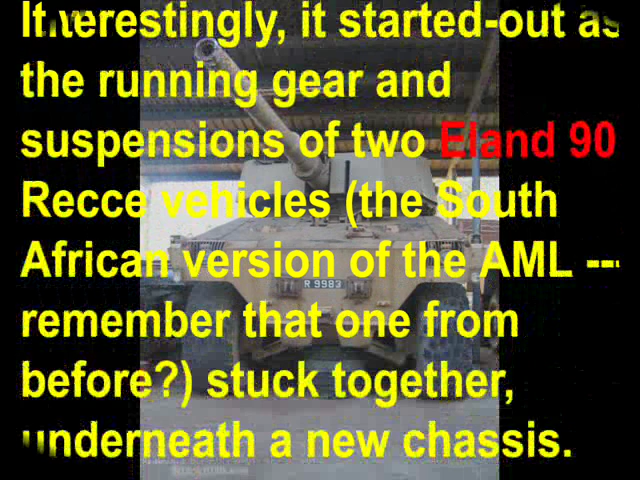 Interestingly, it started-out as
the running gear and
suspensions of two Eland 90
Recce vehicles (the South
African version of the AML --
remember that one from
before?) stuck together,
underneath a new chassis.
R 9983